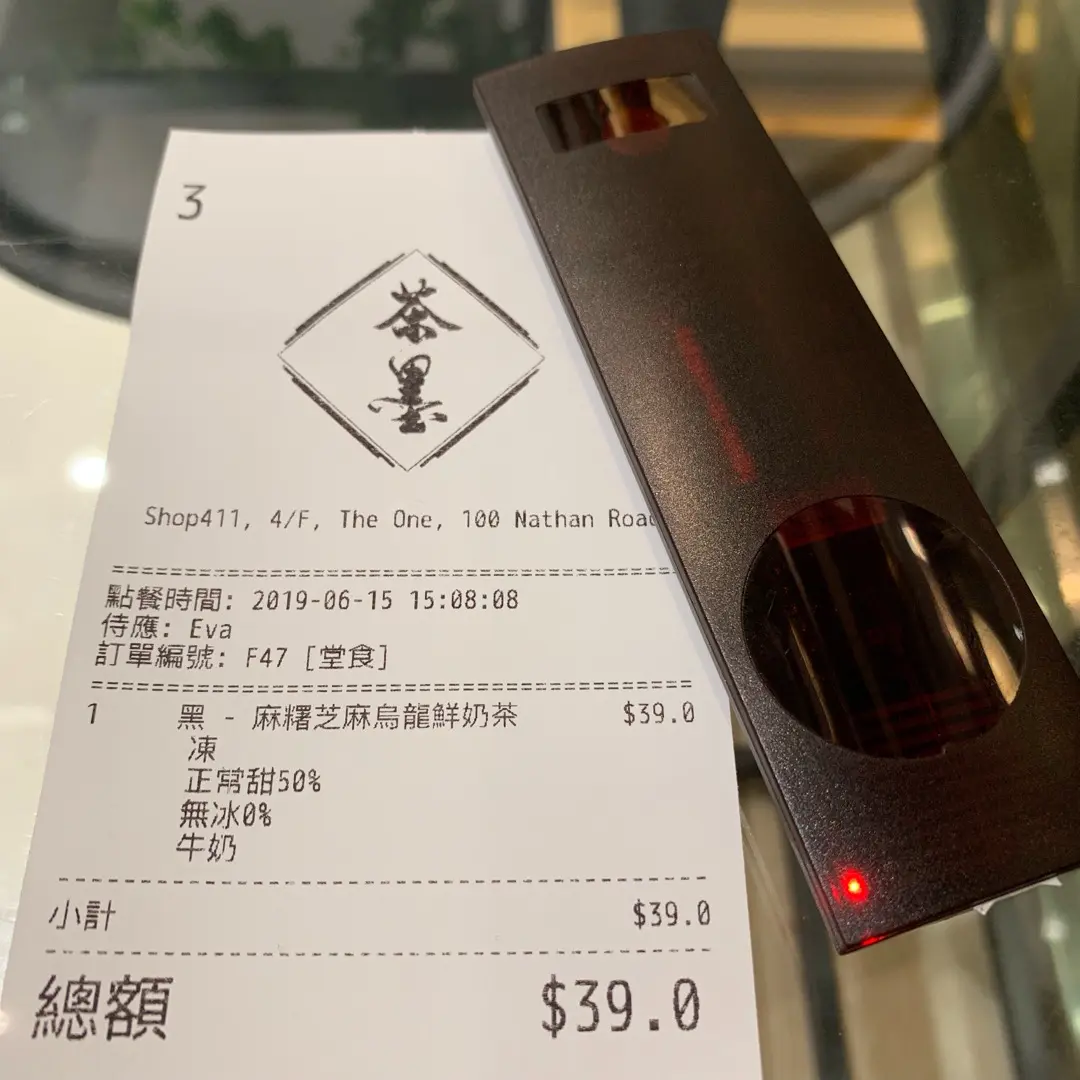 3
茶墨
Shop411, 4/F, The One, 100 Nathan Road
====================================
點餐時間: 2019-06-15 15:08:08
侍應: Eva
訂單編號: F47 [堂食]
====================================
1 黑 - 麻糬芝麻烏龍鮮奶茶 $39.0
凍
正常甜50%
無冰0%
牛奶
小計 $39.0
總額 $39.0